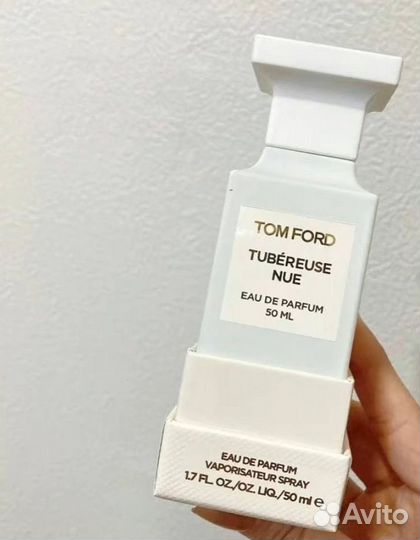 TOM FORD
TUBÉREUSE
NUE
EAU DE PARFUM
50 ML
EAU DE PARFUM
VAPORISATEUR SPRAY
1.7 FL. OZ./OZ. LIQ./50 ml e
Avito